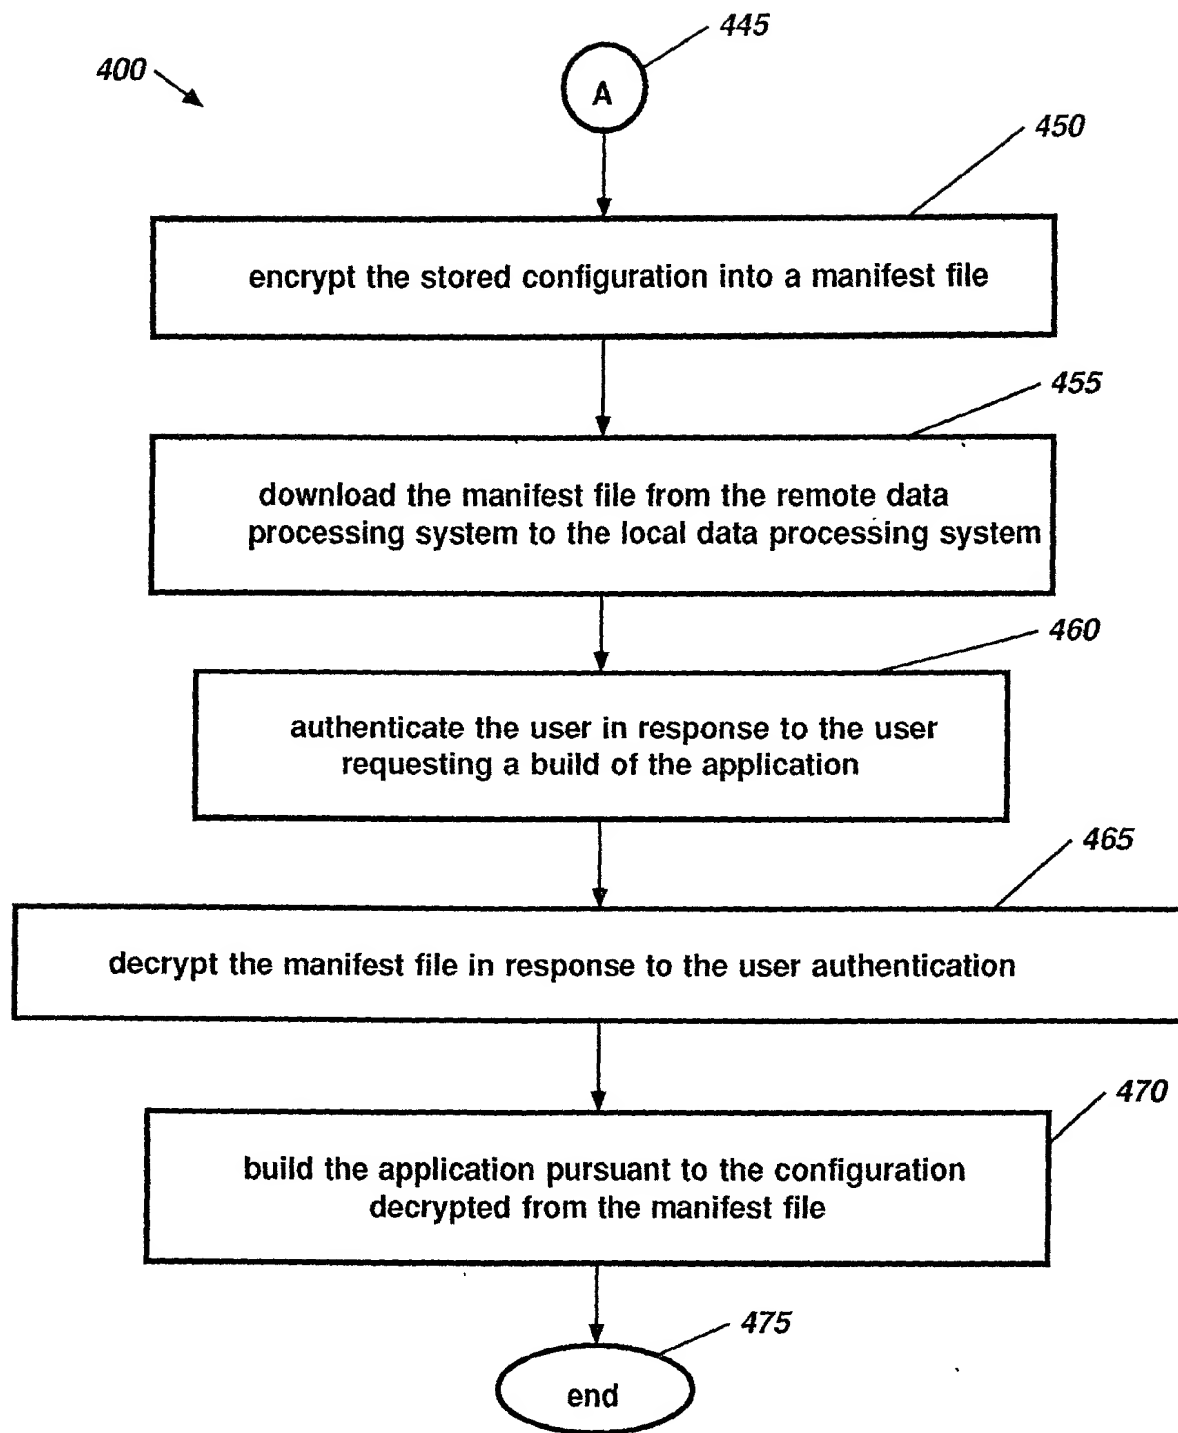 445
400
A
450
encrypt the stored configuration into a manifest file
455
download the manifest file from the remote data
processing system to the local data processing system
460
authenticate the user in response to the user
requesting a build of the application
465
decrypt the manifest file in response to the user authentication
470
build the application pursuant to the configuration
decrypted from the manifest file
475
end